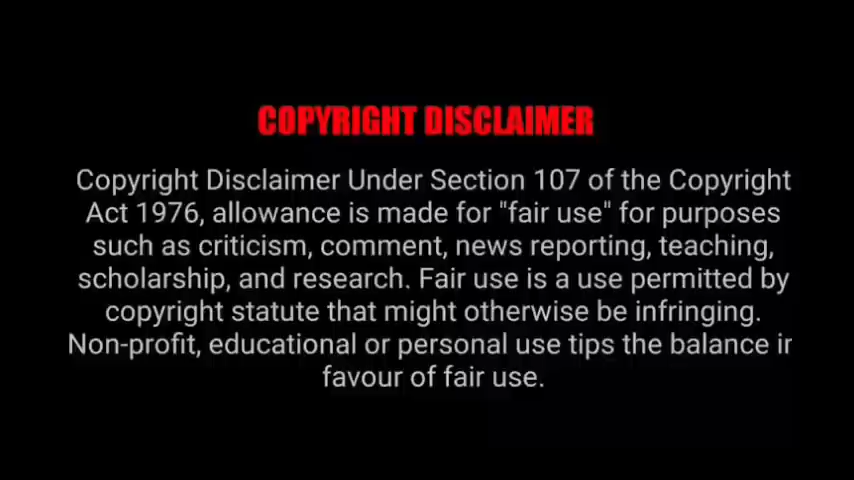 COPYRIGHT DISCLAIMER
Copyright Disclaimer Under Section 107 of the Copyright
Act 1976, allowance is made for "fair use" for purposes
such as criticism, comment, news reporting, teaching,
scholarship, and research. Fair use is a use permitted by
copyright statute that might otherwise be infringing.
Non-profit, educational or personal use tips the balance in
favour of fair use.